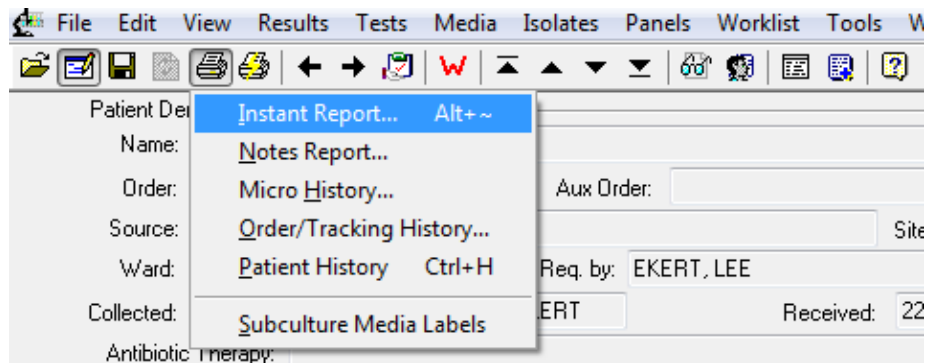 File Edit View Results Tests Media Isolates Panels Worklist Tools
Patient
Instant Report... Alt+~
Name:
Notes Report...
Order:
Micro History...
Aux Order:
Source:
Order/Tracking History...
Site
Ward:
Patient History Ctrl+H
Req. by: EKERT, LEE
Collected:
Received: 22
Subculture Media Labels
Antibiotic Therapy: